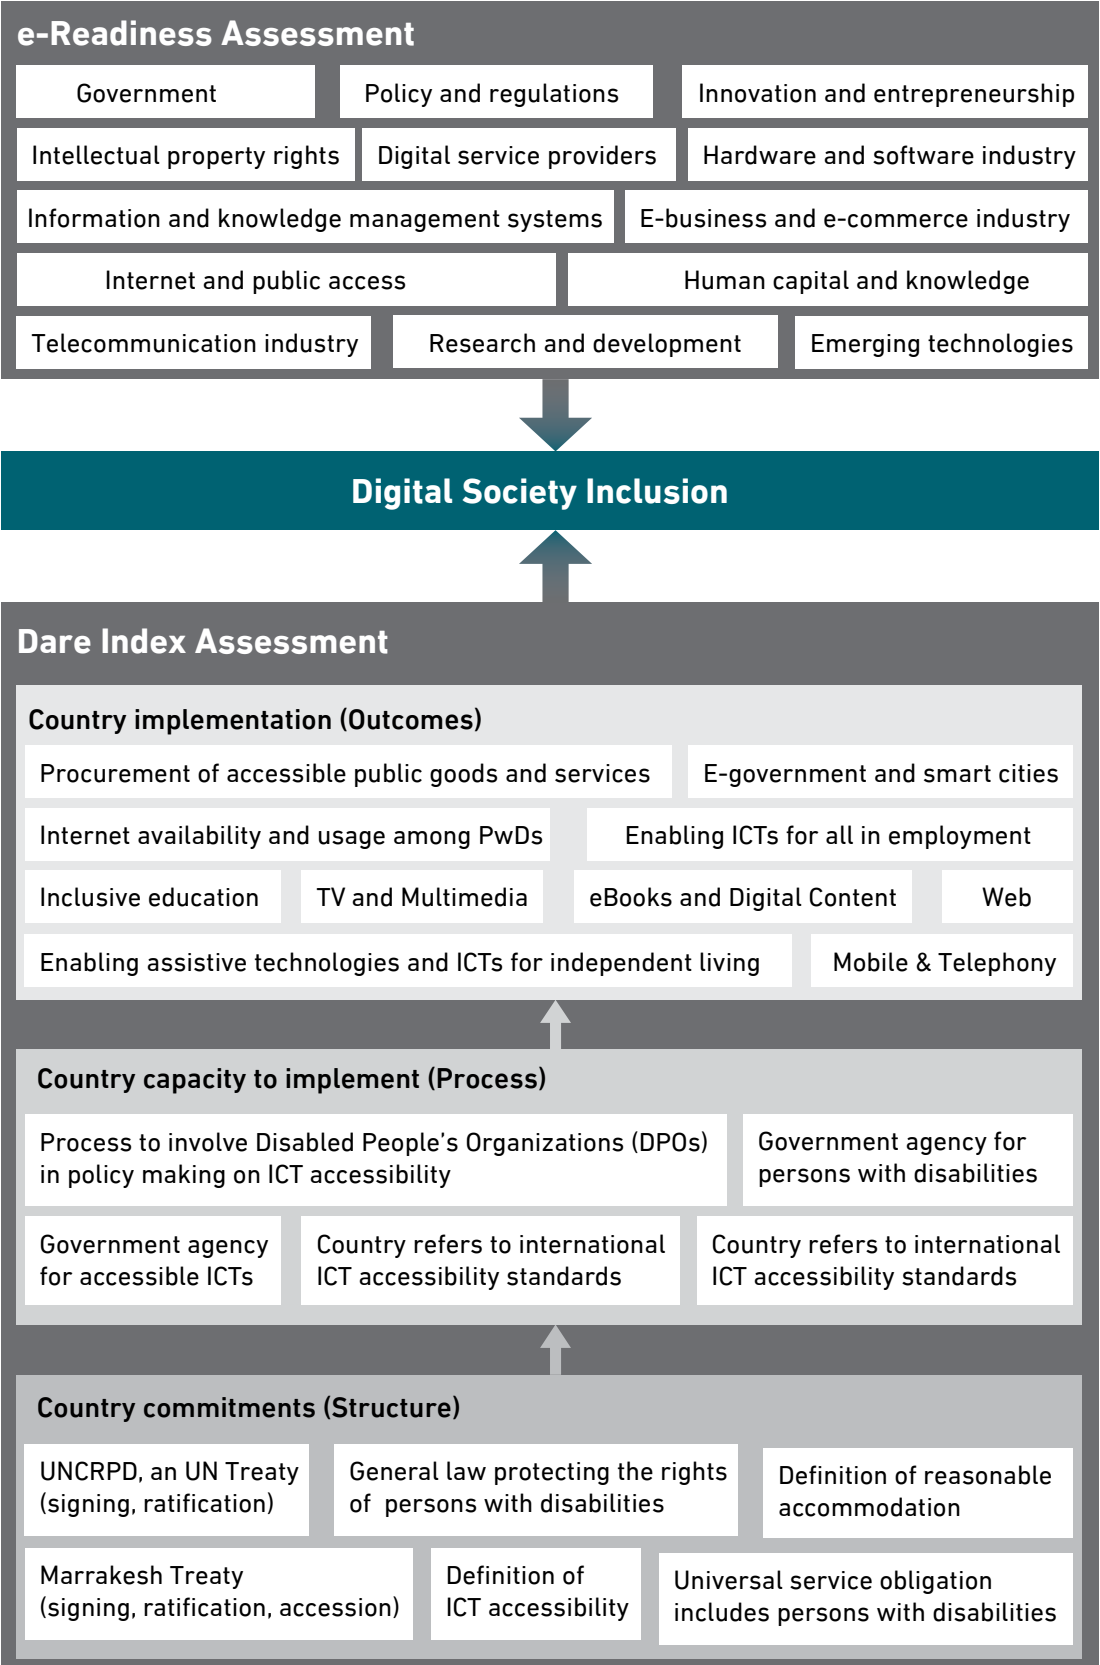 e-Readiness Assessment
Government
Policy and regulations
Innovation and entrepreneurship
Intellectual property rights
Digital service providers
Hardware and software industry
Information and knowledge management systems
E-business and e-commerce industry
Internet and public access
Human capital and knowledge
Telecommunication industry
Research and development
Emerging technologies
Digital Society Inclusion
Dare Index Assessment
Country implementation (Outcomes)
Procurement of accessible public goods and services
E-government and smart cities
Internet availability and usage among PwDs
Enabling ICTs for all in employment
Inclusive education
TV and Multimedia
eBooks and Digital Content
Web
Enabling assistive technologies and ICTs for independent living
Mobile & Telephony
Country capacity to implement (Process)
Process to involve Disabled People’s Organizations (DPOs)
in policy making on ICT accessibility
Government agency for
persons with disabilities
Government agency
for accessible ICTs
Country refers to international
ICT accessibility standards
Country refers to international
ICT accessibility standards
Country commitments (Structure)
UNCRPD, an UN Treaty
(signing, ratification)
General law protecting the rights
of persons with disabilities
Definition of reasonable
accommodation
Marrakesh Treaty
(signing, ratification, accession)
Definition of
ICT accessibility
Universal service obligation
includes persons with disabilities